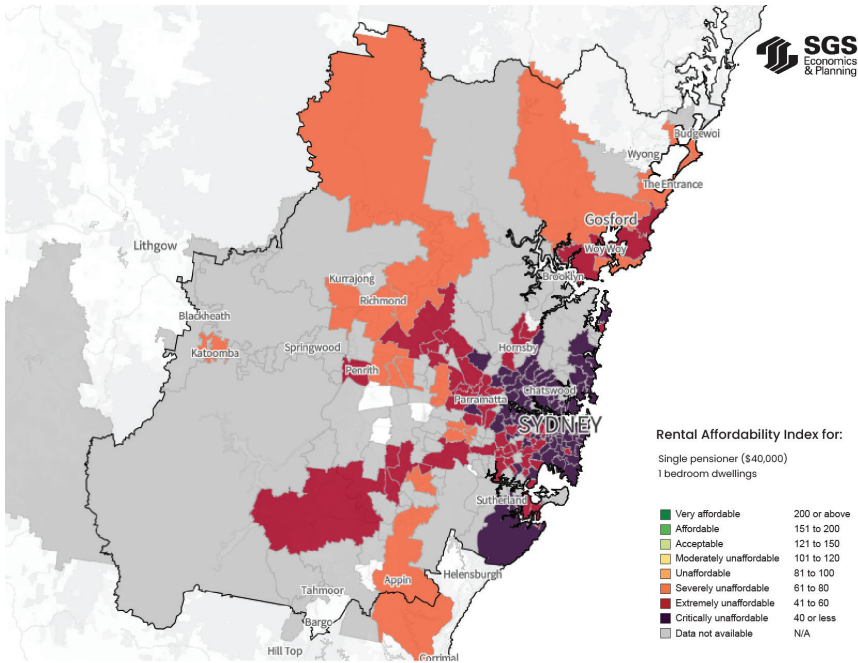 SGS
Economics
& Planning
Budgewoi
Wyong
The Entrance
Gosford
Woy Woy
Lithgow
Brooklyn
Kurrajong
Richmond
Blackheath
Katoomba
Springwood
Hornsby
Penrith
Chatswood
Parramatta
SYDNEY
Sutherland
Helensburgh
Appin
Tahmoor
Bargo
Hill Top
Corrimal
Rental Affordability Index for:
Single pensioner ($40,000)
1 bedroom dwellings
Very affordable 200 or above
Affordable 151 to 200
Acceptable 121 to 150
Moderately unaffordable 101 to 120
Unaffordable 81 to 100
Severely unaffordable 61 to 80
Extremely unaffordable 41 to 60
Critically unaffordable 40 or less
Data not available N/A